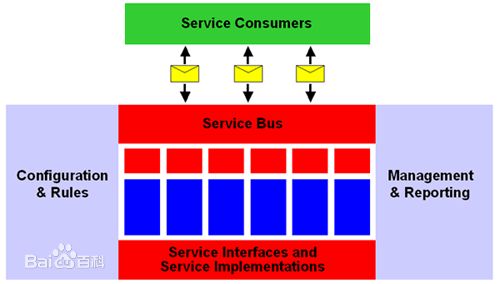 Service Consumers
Service Bus
Configuration
& Rules
Management
& Reporting
Service Interfaces and
Service Implementations
Bai百科